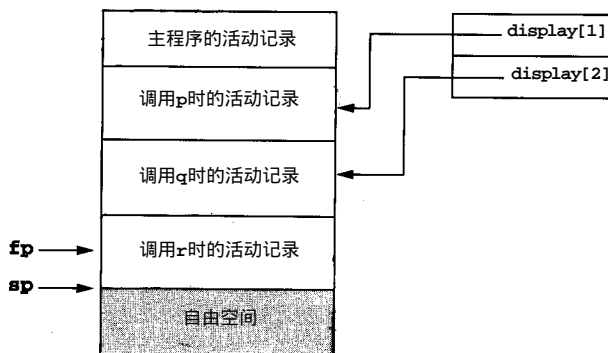 主程序的活动记录
display[1]
调用p时的活动记录
display[2]
调用q时的活动记录
fp
调用r时的活动记录
sp
自由空间